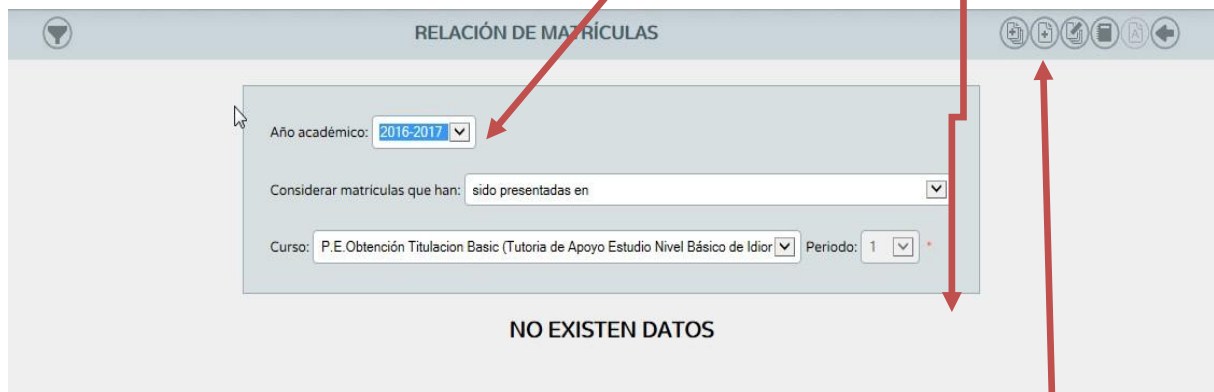 RELACIÓN DE MATRÍCULAS
Año académico: 2016-2017
Considerar matriculas que han: sido presentadas en
Curso: P.E.Obtención Titulacion Basic (Tutoria de Apoyo Estudio Nivel Básico de Idior Periodo: 1 *
NO EXISTEN DATOS